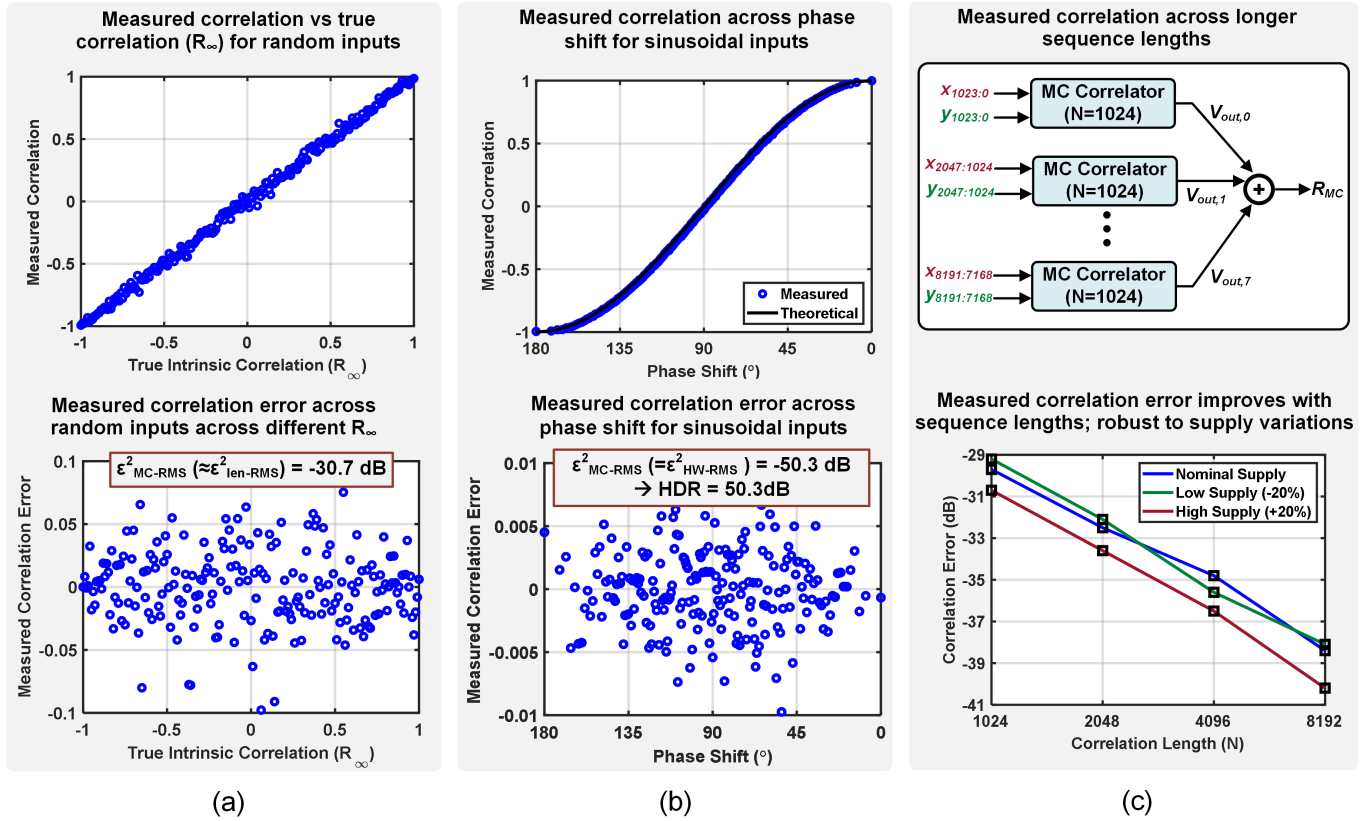 Measured correlation vs true
correlation (R∞) for random inputs
1
0.5
0
-0.5
-1
Measured Correlation
-1
-0.5
0
0.5
1
True Intrinsic Correlation (R∞)
Measured correlation error across
random inputs across different R∞
ε²MC-RMS (≈ε²len-RMS) = -30.7 dB
0.1
0.05
0
-0.05
-0.1
Measured Correlation Error
-1
-0.5
0
0.5
1
True Intrinsic Correlation (R∞)
(a)
Measured correlation across phase
shift for sinusoidal inputs
1
0.5
0
-0.5
-1
Measured Correlation
Measured
Theoretical
180
135
90
45
0
Phase Shift (°)
Measured correlation error across
phase shift for sinusoidal inputs
ε²MC-RMS (=ε²HW-RMS ) = -50.3 dB
→ HDR = 50.3dB
0.01
0.005
0
-0.005
-0.01
Measured Correlation Error
180
135
90
45
0
Phase Shift (°)
(b)
Measured correlation across longer
sequence lengths
x1023:0
y1023:0
MC Correlator
(N=1024)
Vout,0
x2047:1024
y2047:1024
MC Correlator
(N=1024)
Vout,1
+
RMC
x8191:7168
y8191:7168
MC Correlator
(N=1024)
Vout,7
Measured correlation error improves with
sequence lengths; robust to supply variations
-29
-31
-33
-35
-37
-39
-41
Correlation Error (dB)
Nominal Supply
Low Supply (-20%)
High Supply (+20%)
1024
2048
4096
8192
Correlation Length (N)
(c)